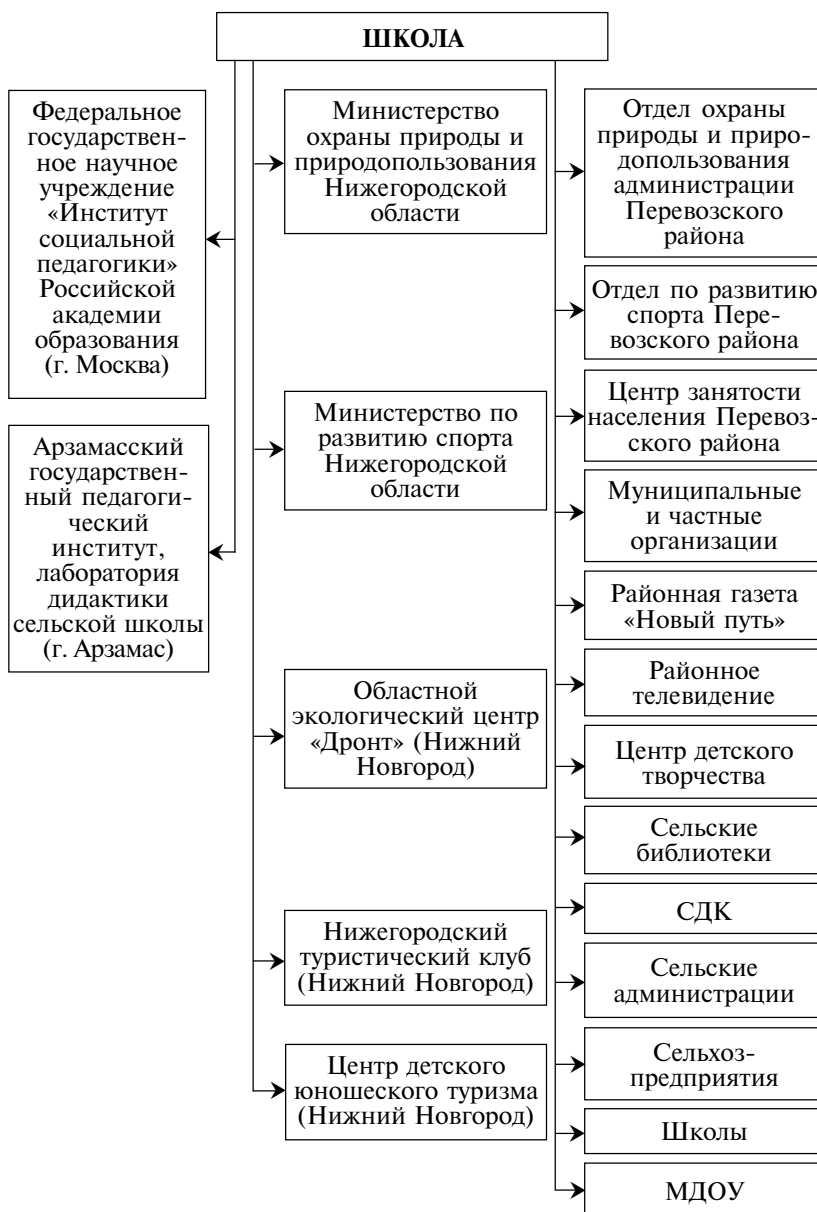 ШКОЛА
Федеральное
государствен-
ное научное
учреждение
«Институт
социальной
педагогики»
Российской
академии
образования
(г. Москва)
Арзамасский
государствен-
ный педагоги-
ческий
институт,
лаборатория
дидактики
сельской школы
(г. Арзамас)
Министерство
охраны природы и
природопользования
Нижегородской
области
Министерство по
развитию спорта
Нижегородской
области
Областной
экологический центр
«Дронт» (Нижний
Новгород)
Нижегородский
туристический клуб
(Нижний Новгород)
Центр детского
юношеского туризма
(Нижний Новгород)
Отдел охраны
природы и приро-
допользования
администрации
Перевозского
района
Отдел по развитию
спорта Пере-
возского района
Центр занятости
населения Перевоз-
ского района
Муниципальные
и частные
организации
Районная газета
«Новый путь»
Районное
телевидение
Центр детского
творчества
Сельские
библиотеки
СДК
Сельские
администрации
Сельхоз-
предприятия
Школы
МДОУ